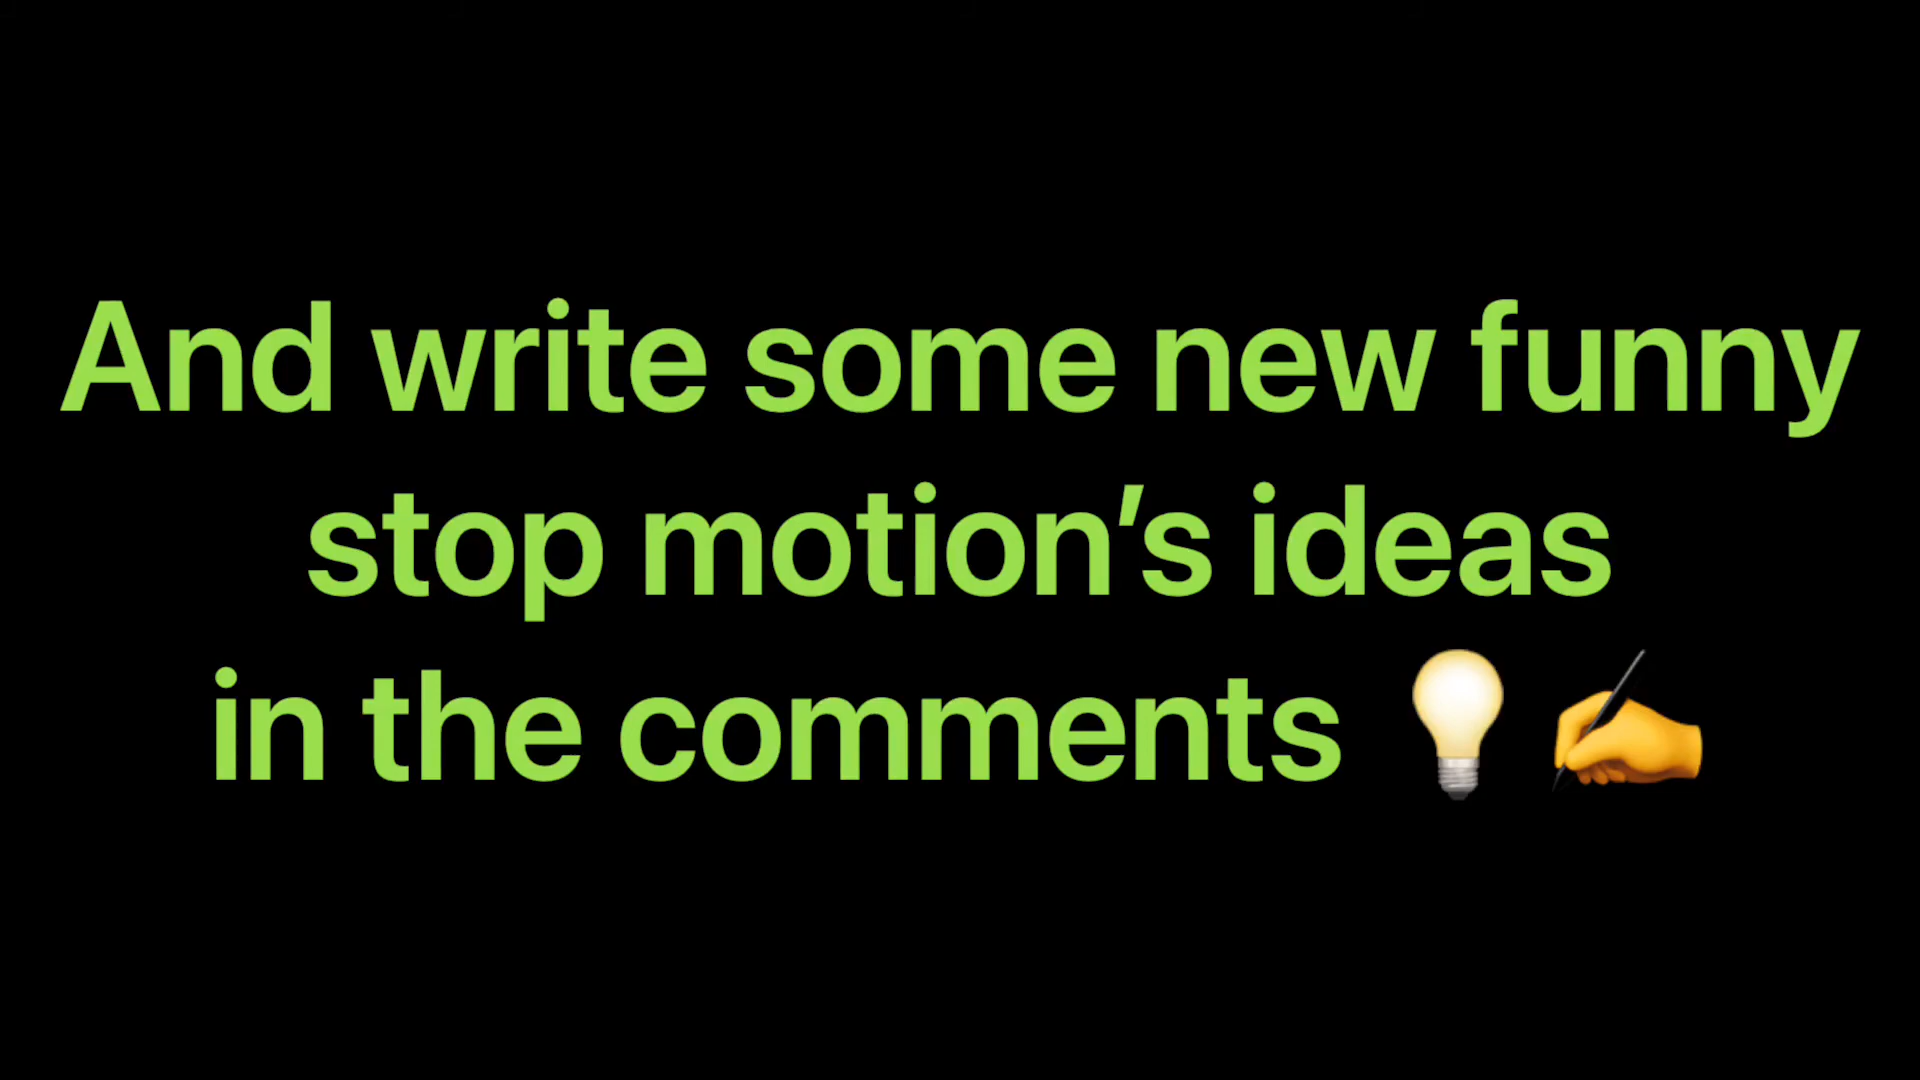 And write some new funny
stop motion’s ideas
in the comments 💡 ✍️